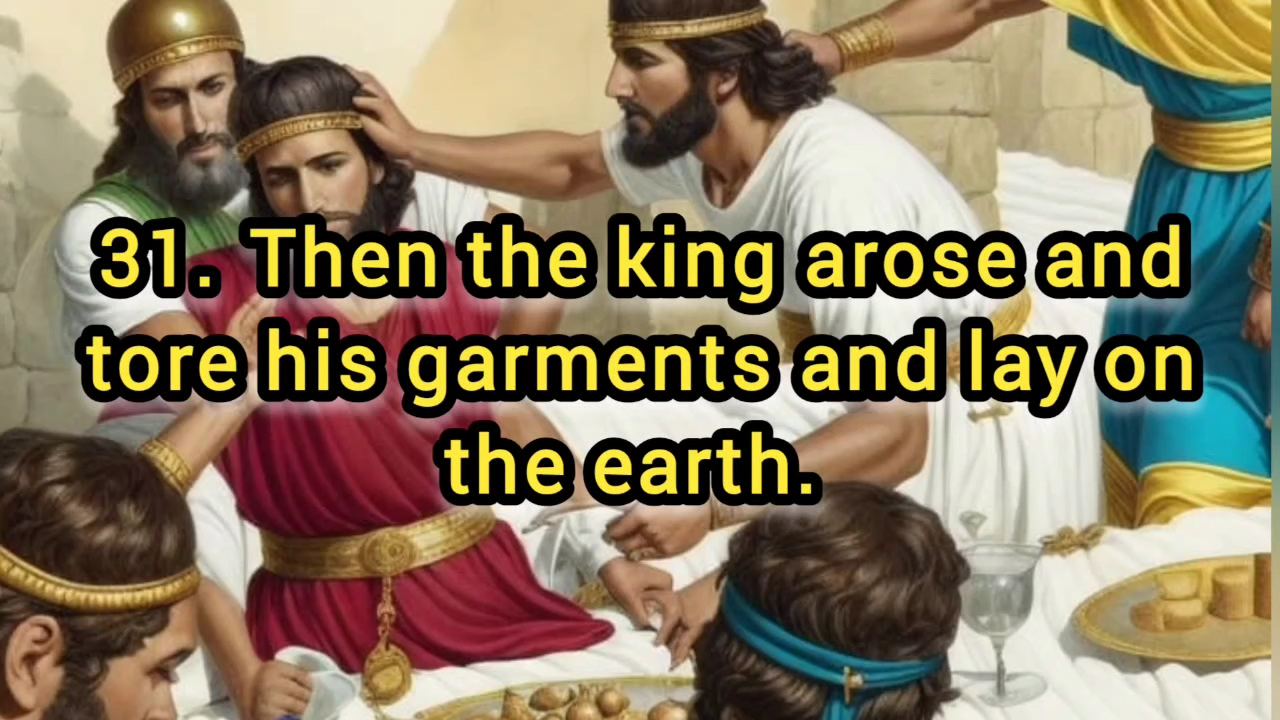 31. Then the king arose and
tore his garments and lay on
the earth.